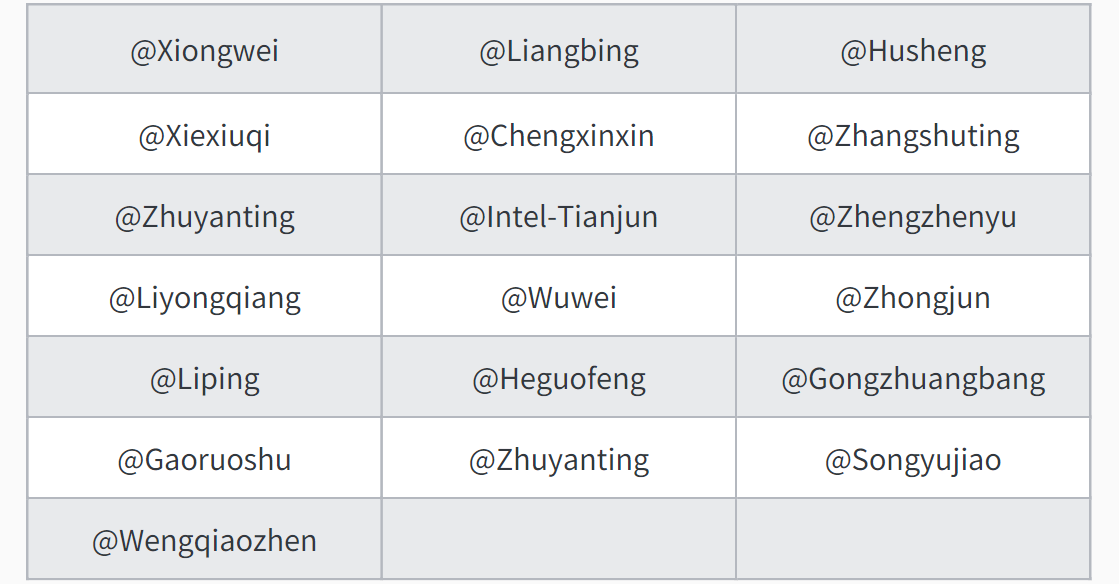 @Xiongwei @Liangbing @Husheng
@Xiexiuqi @Chengxinxin @Zhangshuting
@Zhuyanting @Intel-Tianjun @Zhengzhenyu
@Liyongqiang @Wuwei @Zhongjun
@Liping @Heguofeng @Gongzhuangbang
@Gaoruoshu @Zhuyanting @Songyujiao
@Wengqiaozhen